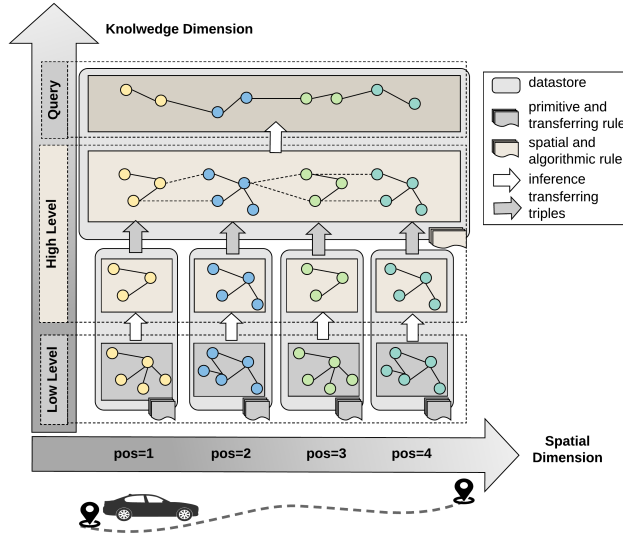 Knolwedge Dimension
Query
High Level
Low Level
datastore
primitive and
transferring rule
spatial and
algorithmic rule
inference
transferring
triples
pos=1
pos=2
pos=3
pos=4
Spatial
Dimension